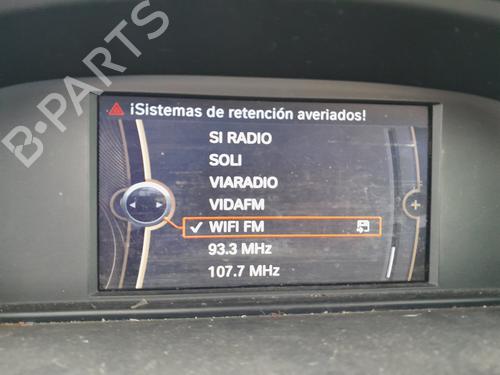 B PARTS
¡Sistemas de retención averiados!
SI RADIO
SOLI
VIARADIO
VIDAFM
WIFI FM
93.3 MHz
107.7 MHz